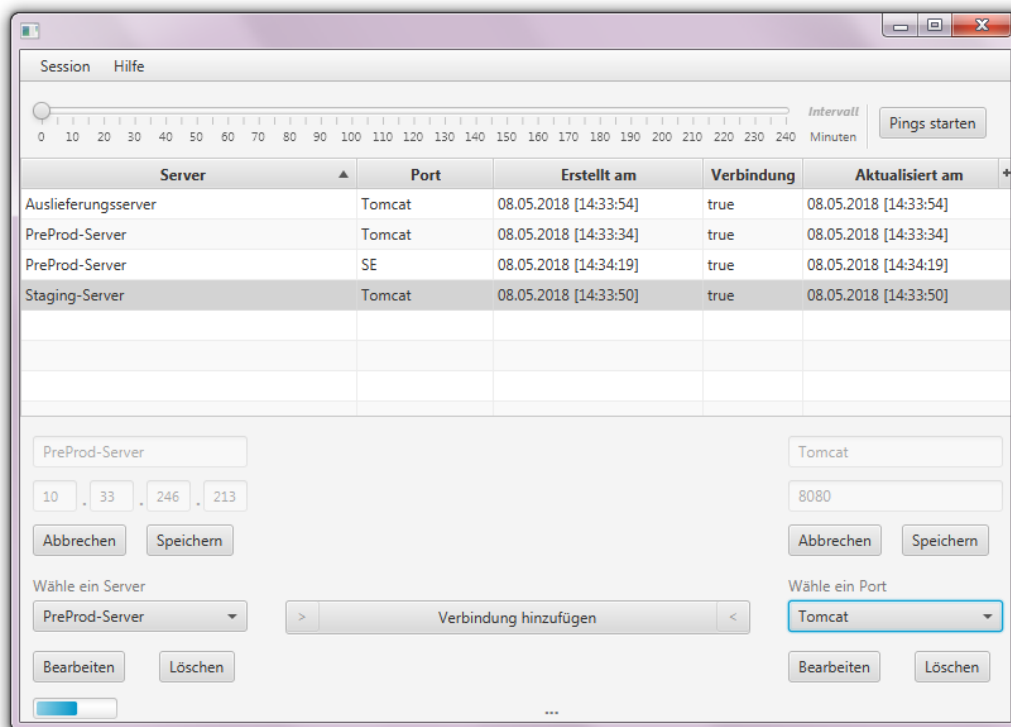 Session Hilfe
0 10 20 30 40 50 60 70 80 90 100 110 120 130 140 150 160 170 180 190 200 210 220 230 240
Intervall
Minuten
Pings starten
Server Port Erstellt am Verbindung Aktualisiert am +
Auslieferungsserver Tomcat 08.05.2018 [14:33:54] true 08.05.2018 [14:33:54]
PreProd-Server Tomcat 08.05.2018 [14:33:34] true 08.05.2018 [14:33:34]
PreProd-Server SE 08.05.2018 [14:34:19] true 08.05.2018 [14:34:19]
Staging-Server Tomcat 08.05.2018 [14:33:50] true 08.05.2018 [14:33:50]
PreProd-Server Tomcat
10 . 33 . 246 . 213 8080
Abbrechen Speichern Abbrechen Speichern
Wähle ein Server Wähle ein Port
PreProd-Server > Verbindung hinzufügen < Tomcat
Bearbeiten Löschen Bearbeiten Löschen
...